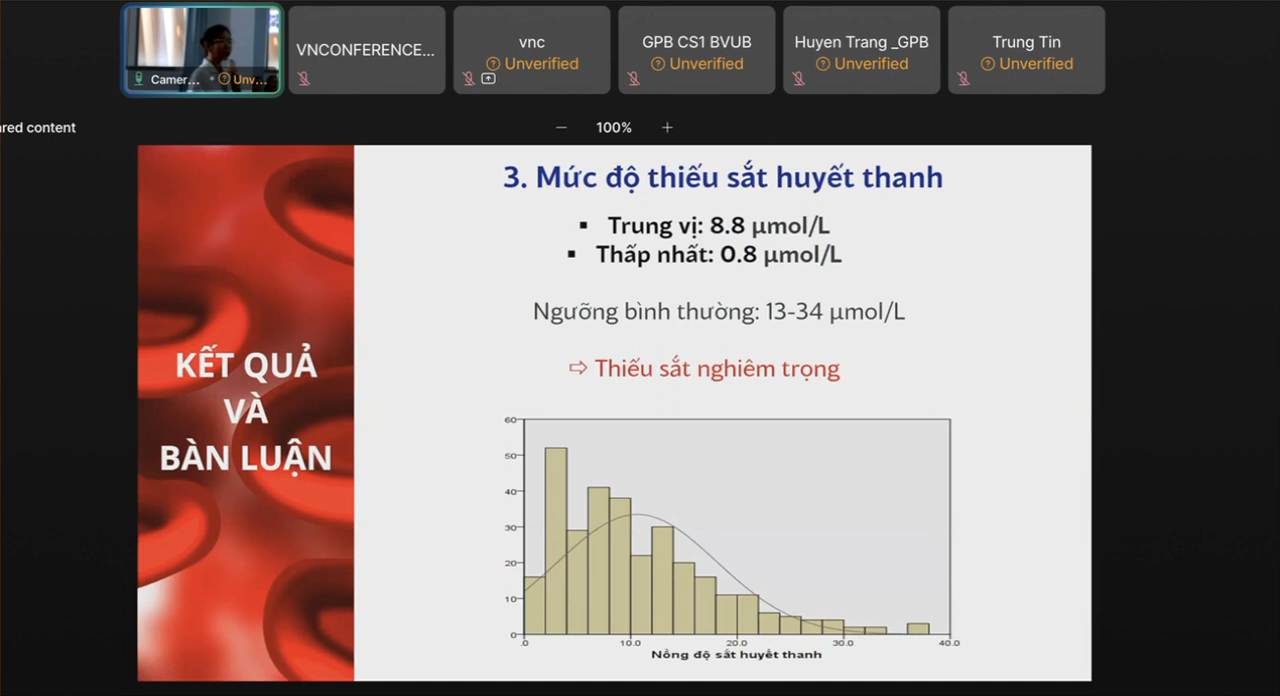 VNCONFERENCE...
vnc
GPB CS1 BVUB
Huyen Trang _GPB
Trung Tin
Camer...
Unv...
Unverified
Unverified
Unverified
Unverified
red content
100%
3. Mức độ thiếu sắt huyết thanh
▪ Trung vị: 8.8 µmol/L
▪ Thấp nhất: 0.8 µmol/L
Ngưỡng bình thường: 13-34 µmol/L
⇨ Thiếu sắt nghiêm trọng
KẾT QUẢ
VÀ
BÀN LUẬN
60
50
40
30
20
10
0
.0 10.0 20.0 30.0 40.0
Nồng độ sắt huyết thanh